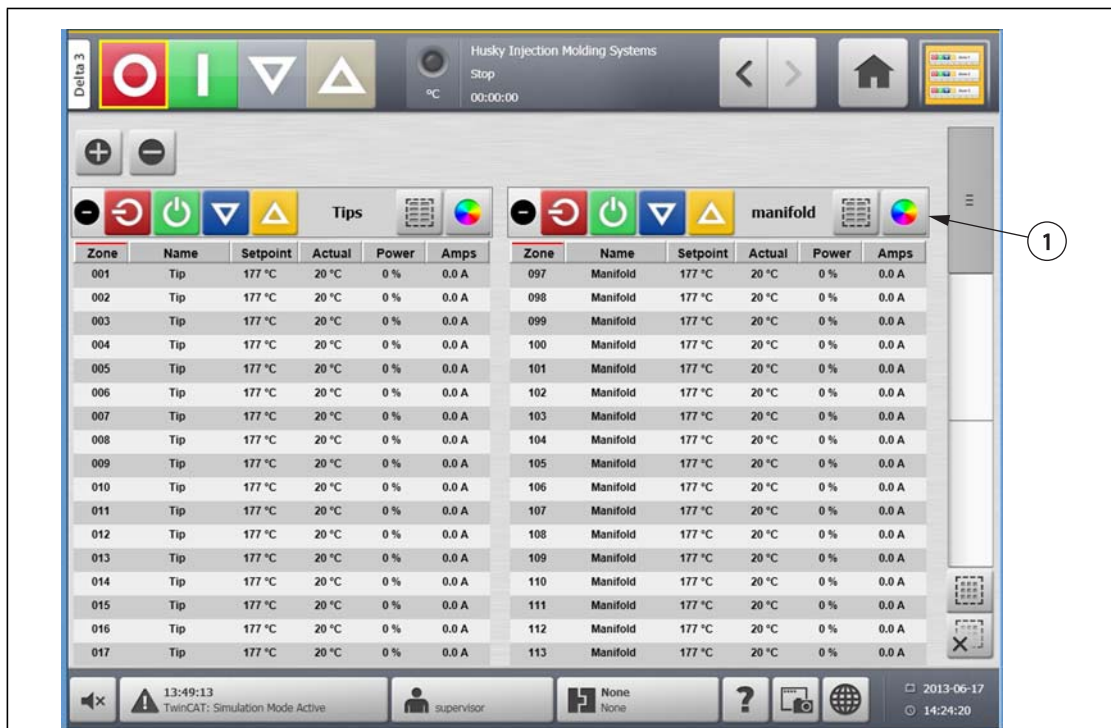 Delta 3
Husky Injection Molding Systems
Stop
°C
00:00:00
Tips
manifold
1
Zone Name Setpoint Actual Power Amps Zone Name Setpoint Actual Power Amps
001 Tip 177 °C 20 °C 0 % 0.0 A 097 Manifold 177 °C 20 °C 0 % 0.0 A
002 Tip 177 °C 20 °C 0 % 0.0 A 098 Manifold 177 °C 20 °C 0 % 0.0 A
003 Tip 177 °C 20 °C 0 % 0.0 A 099 Manifold 177 °C 20 °C 0 % 0.0 A
004 Tip 177 °C 20 °C 0 % 0.0 A 100 Manifold 177 °C 20 °C 0 % 0.0 A
005 Tip 177 °C 20 °C 0 % 0.0 A 101 Manifold 177 °C 20 °C 0 % 0.0 A
006 Tip 177 °C 20 °C 0 % 0.0 A 102 Manifold 177 °C 20 °C 0 % 0.0 A
007 Tip 177 °C 20 °C 0 % 0.0 A 103 Manifold 177 °C 20 °C 0 % 0.0 A
008 Tip 177 °C 20 °C 0 % 0.0 A 104 Manifold 177 °C 20 °C 0 % 0.0 A
009 Tip 177 °C 20 °C 0 % 0.0 A 105 Manifold 177 °C 20 °C 0 % 0.0 A
010 Tip 177 °C 20 °C 0 % 0.0 A 106 Manifold 177 °C 20 °C 0 % 0.0 A
011 Tip 177 °C 20 °C 0 % 0.0 A 107 Manifold 177 °C 20 °C 0 % 0.0 A
012 Tip 177 °C 20 °C 0 % 0.0 A 108 Manifold 177 °C 20 °C 0 % 0.0 A
013 Tip 177 °C 20 °C 0 % 0.0 A 109 Manifold 177 °C 20 °C 0 % 0.0 A
014 Tip 177 °C 20 °C 0 % 0.0 A 110 Manifold 177 °C 20 °C 0 % 0.0 A
015 Tip 177 °C 20 °C 0 % 0.0 A 111 Manifold 177 °C 20 °C 0 % 0.0 A
016 Tip 177 °C 20 °C 0 % 0.0 A 112 Manifold 177 °C 20 °C 0 % 0.0 A
017 Tip 177 °C 20 °C 0 % 0.0 A 113 Manifold 177 °C 20 °C 0 % 0.0 A
13:49:13
TwinCAT: Simulation Mode Active
supervisor
None
None
?
2013-06-17
14:24:20